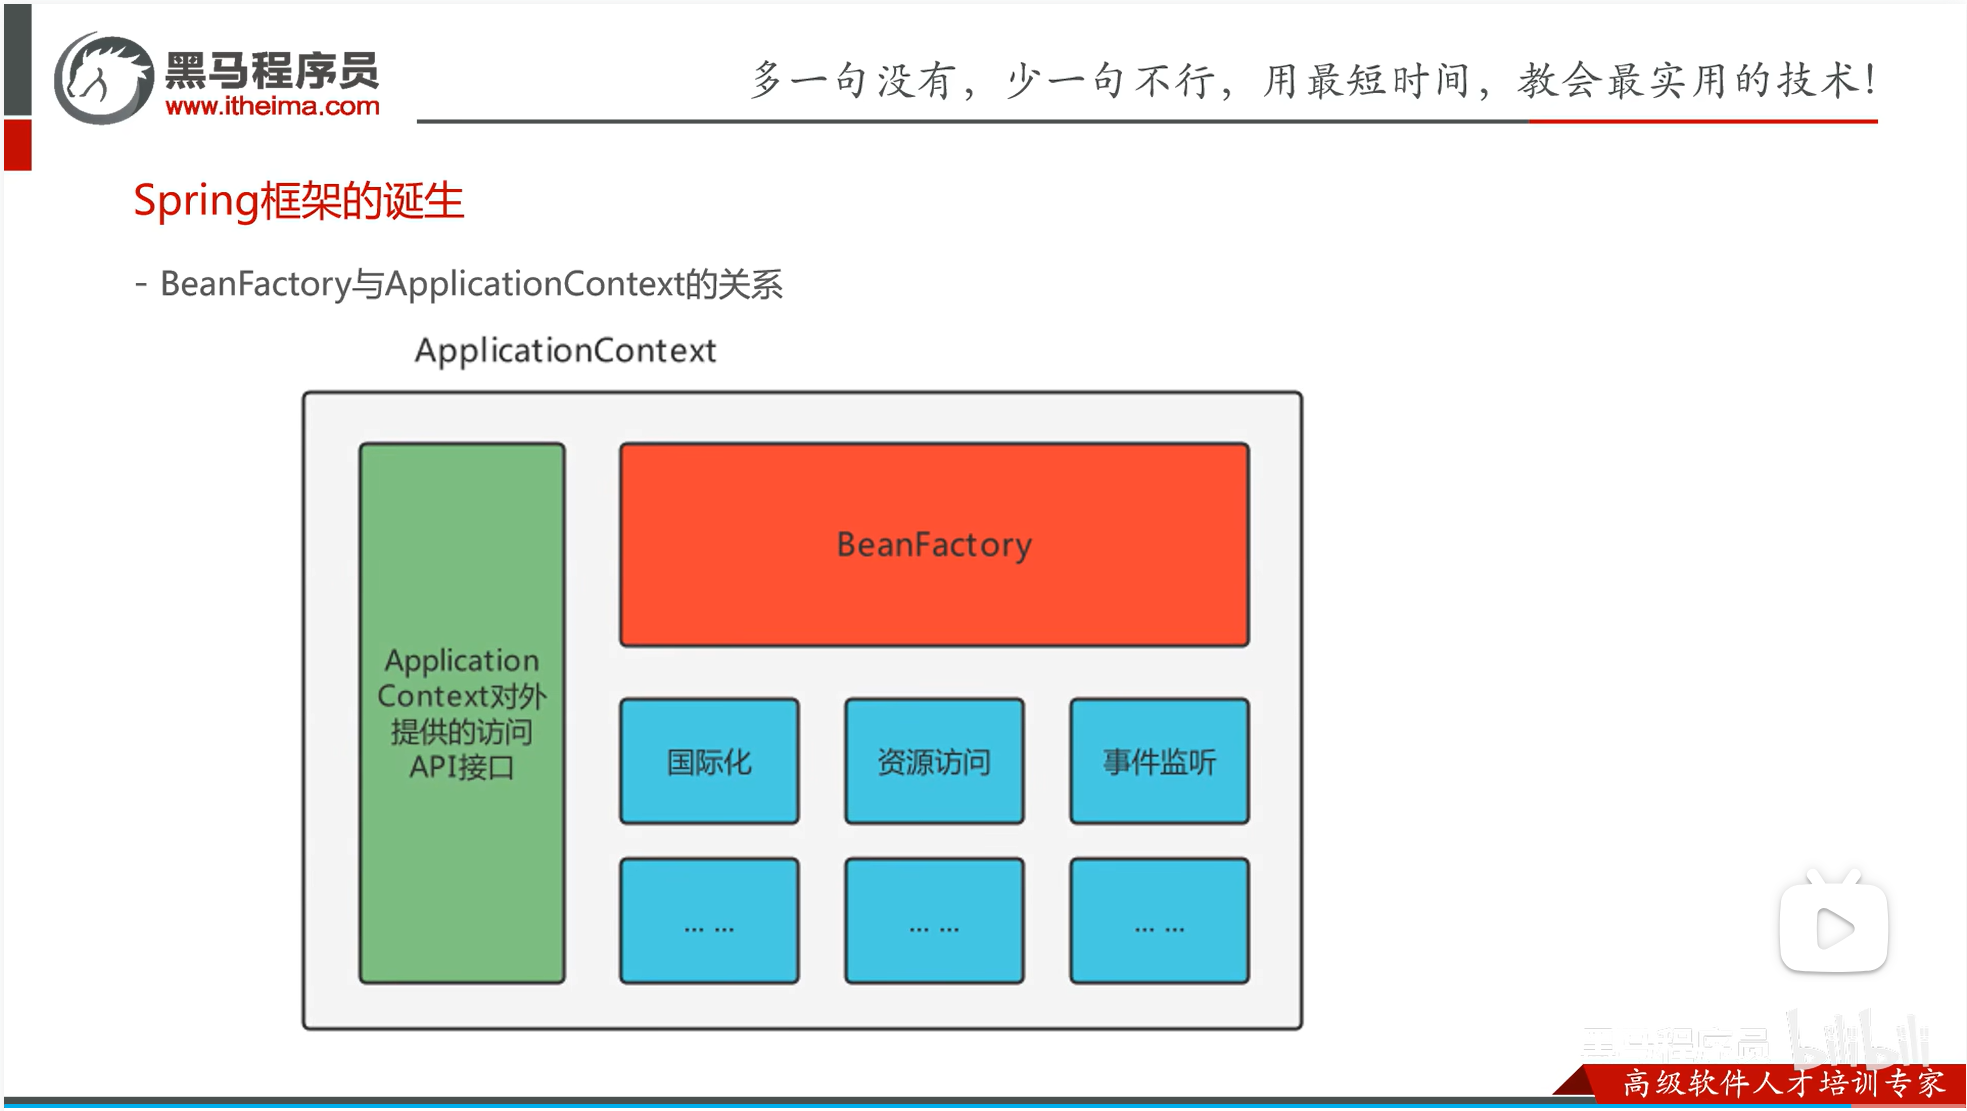 黑马程序员
www.itheima.com
多一句没有，少一句不行，用最短时间，教会最实用的技术！
Spring框架的诞生
- BeanFactory与ApplicationContext的关系
ApplicationContext
Application
Context对外
提供的访问
API接口
BeanFactory
国际化
资源访问
事件监听
... ...
... ...
... ...
黑马程序员
bilibili
高级软件人才培训专家